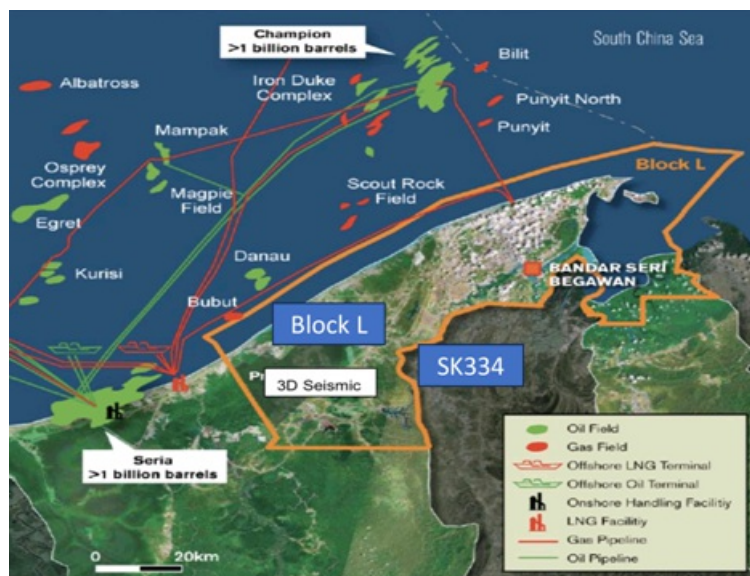 Champion
>1 billion barrels
South China Sea
Bilit
Albatross
Iron Duke
Complex
Punyit North
Punyit
Mampak
Block L
Osprey
Complex
Magpie
Field
Scout Rock
Field
Egret
Kurisi
Danau
BANDAR SERI
BEGAWAN
Bubut
Block L
SK334
3D Seismic
Seria
>1 billion barrels
0 20km
Oil Field
Gas Field
Offshore LNG Terminal
Offshore Oil Terminal
Onshore Handling Facilitiy
LNG Facilitiy
Gas Pipeline
Oil Pipeline